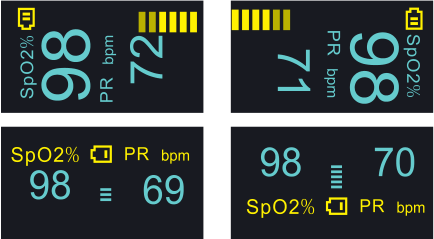 SpO2%
98
PR bpm
72
SpO2%
98
PR bpm
71
SpO2% PR bpm
98 69
98 70
SpO2% PR bpm